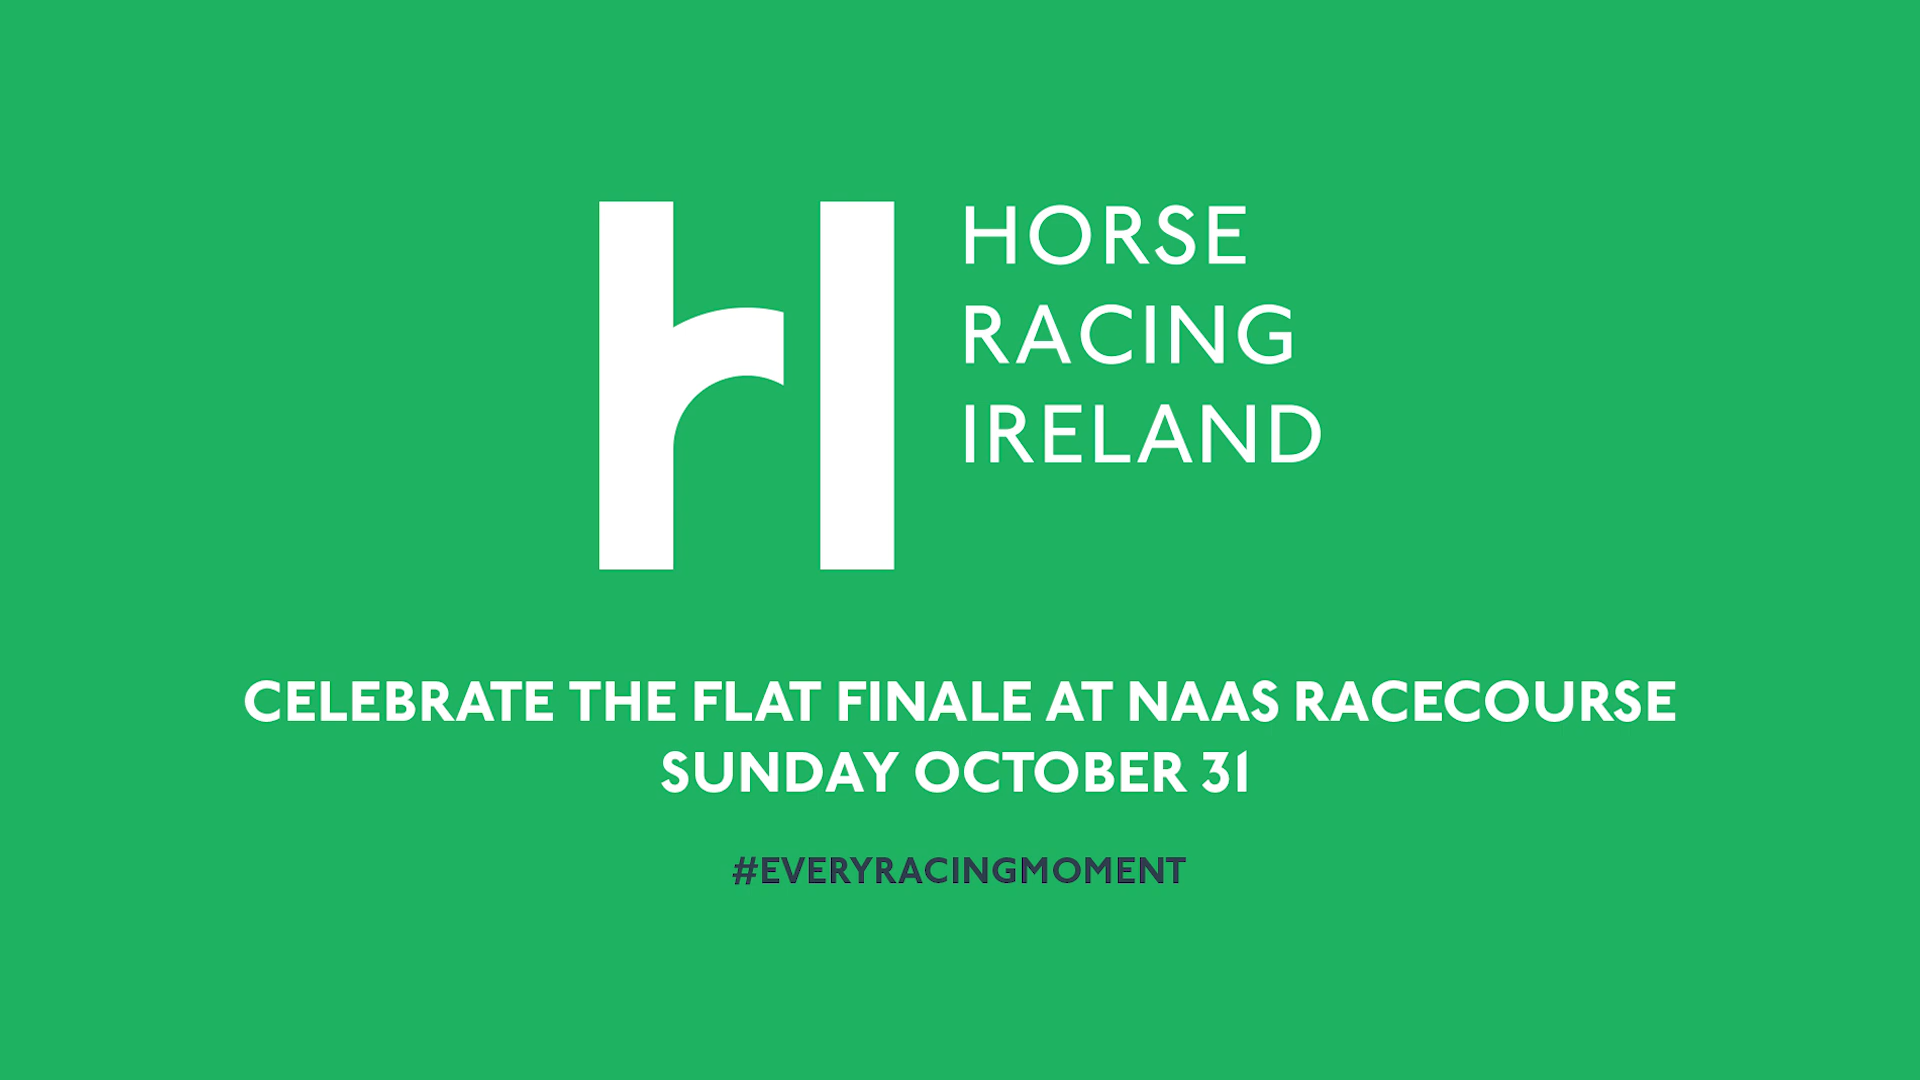 HORSE
RACING
IRELAND
CELEBRATE THE FLAT FINALE AT NAAS RACECOURSE
SUNDAY OCTOBER 31
#EVERYRACINGMOMENT